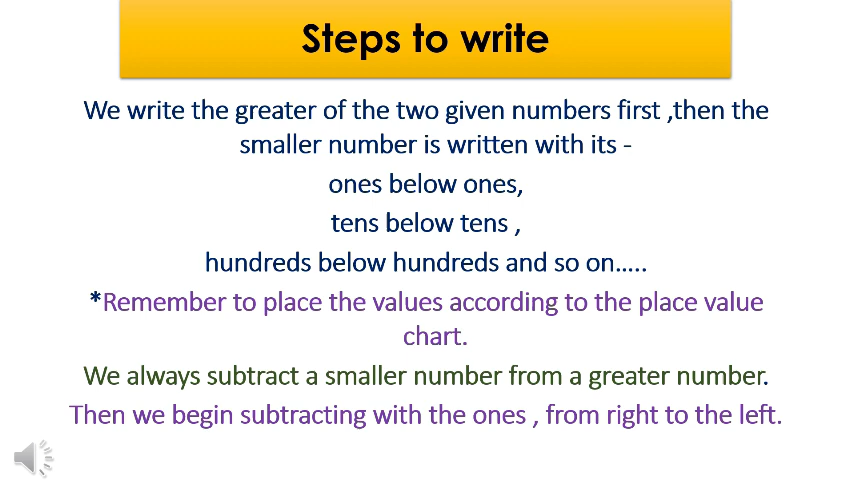 Steps to write
We write the greater of the two given numbers first ,then the
smaller number is written with its -
ones below ones,
tens below tens ,
hundreds below hundreds and so on.....
*Remember to place the values according to the place value
chart.
We always subtract a smaller number from a greater number.
Then we begin subtracting with the ones , from right to the left.